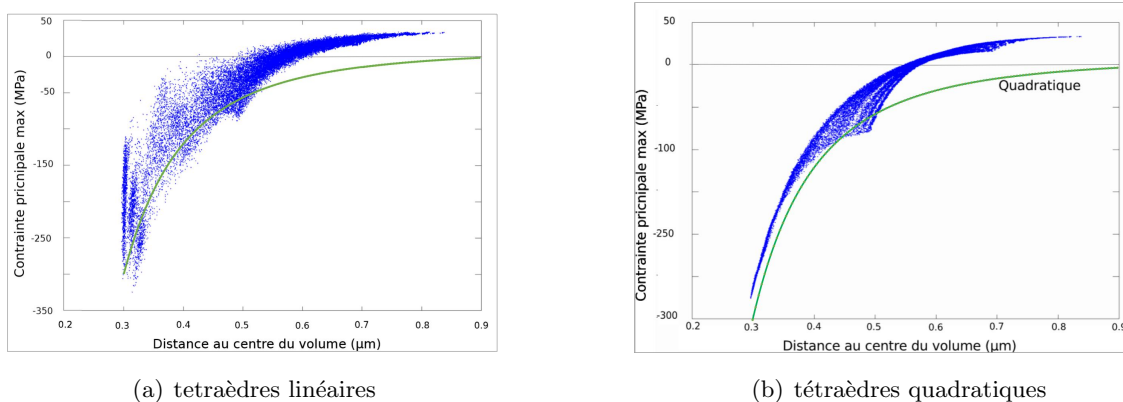 50
0
-50
-150
-250
-350
0.2 0.3 0.4 0.5 0.6 0.7 0.8 0.9
Contrainte pricnipale max (MPa)
Distance au centre du volume (μm)
(a) tetraèdres linéaires
50
0
-100
-200
-300
0.2 0.3 0.4 0.5 0.6 0.7 0.8 0.9
Contrainte pricnipale max (MPa)
Quadratique
Distance au centre du volume (μm)
(b) tétraèdres quadratiques